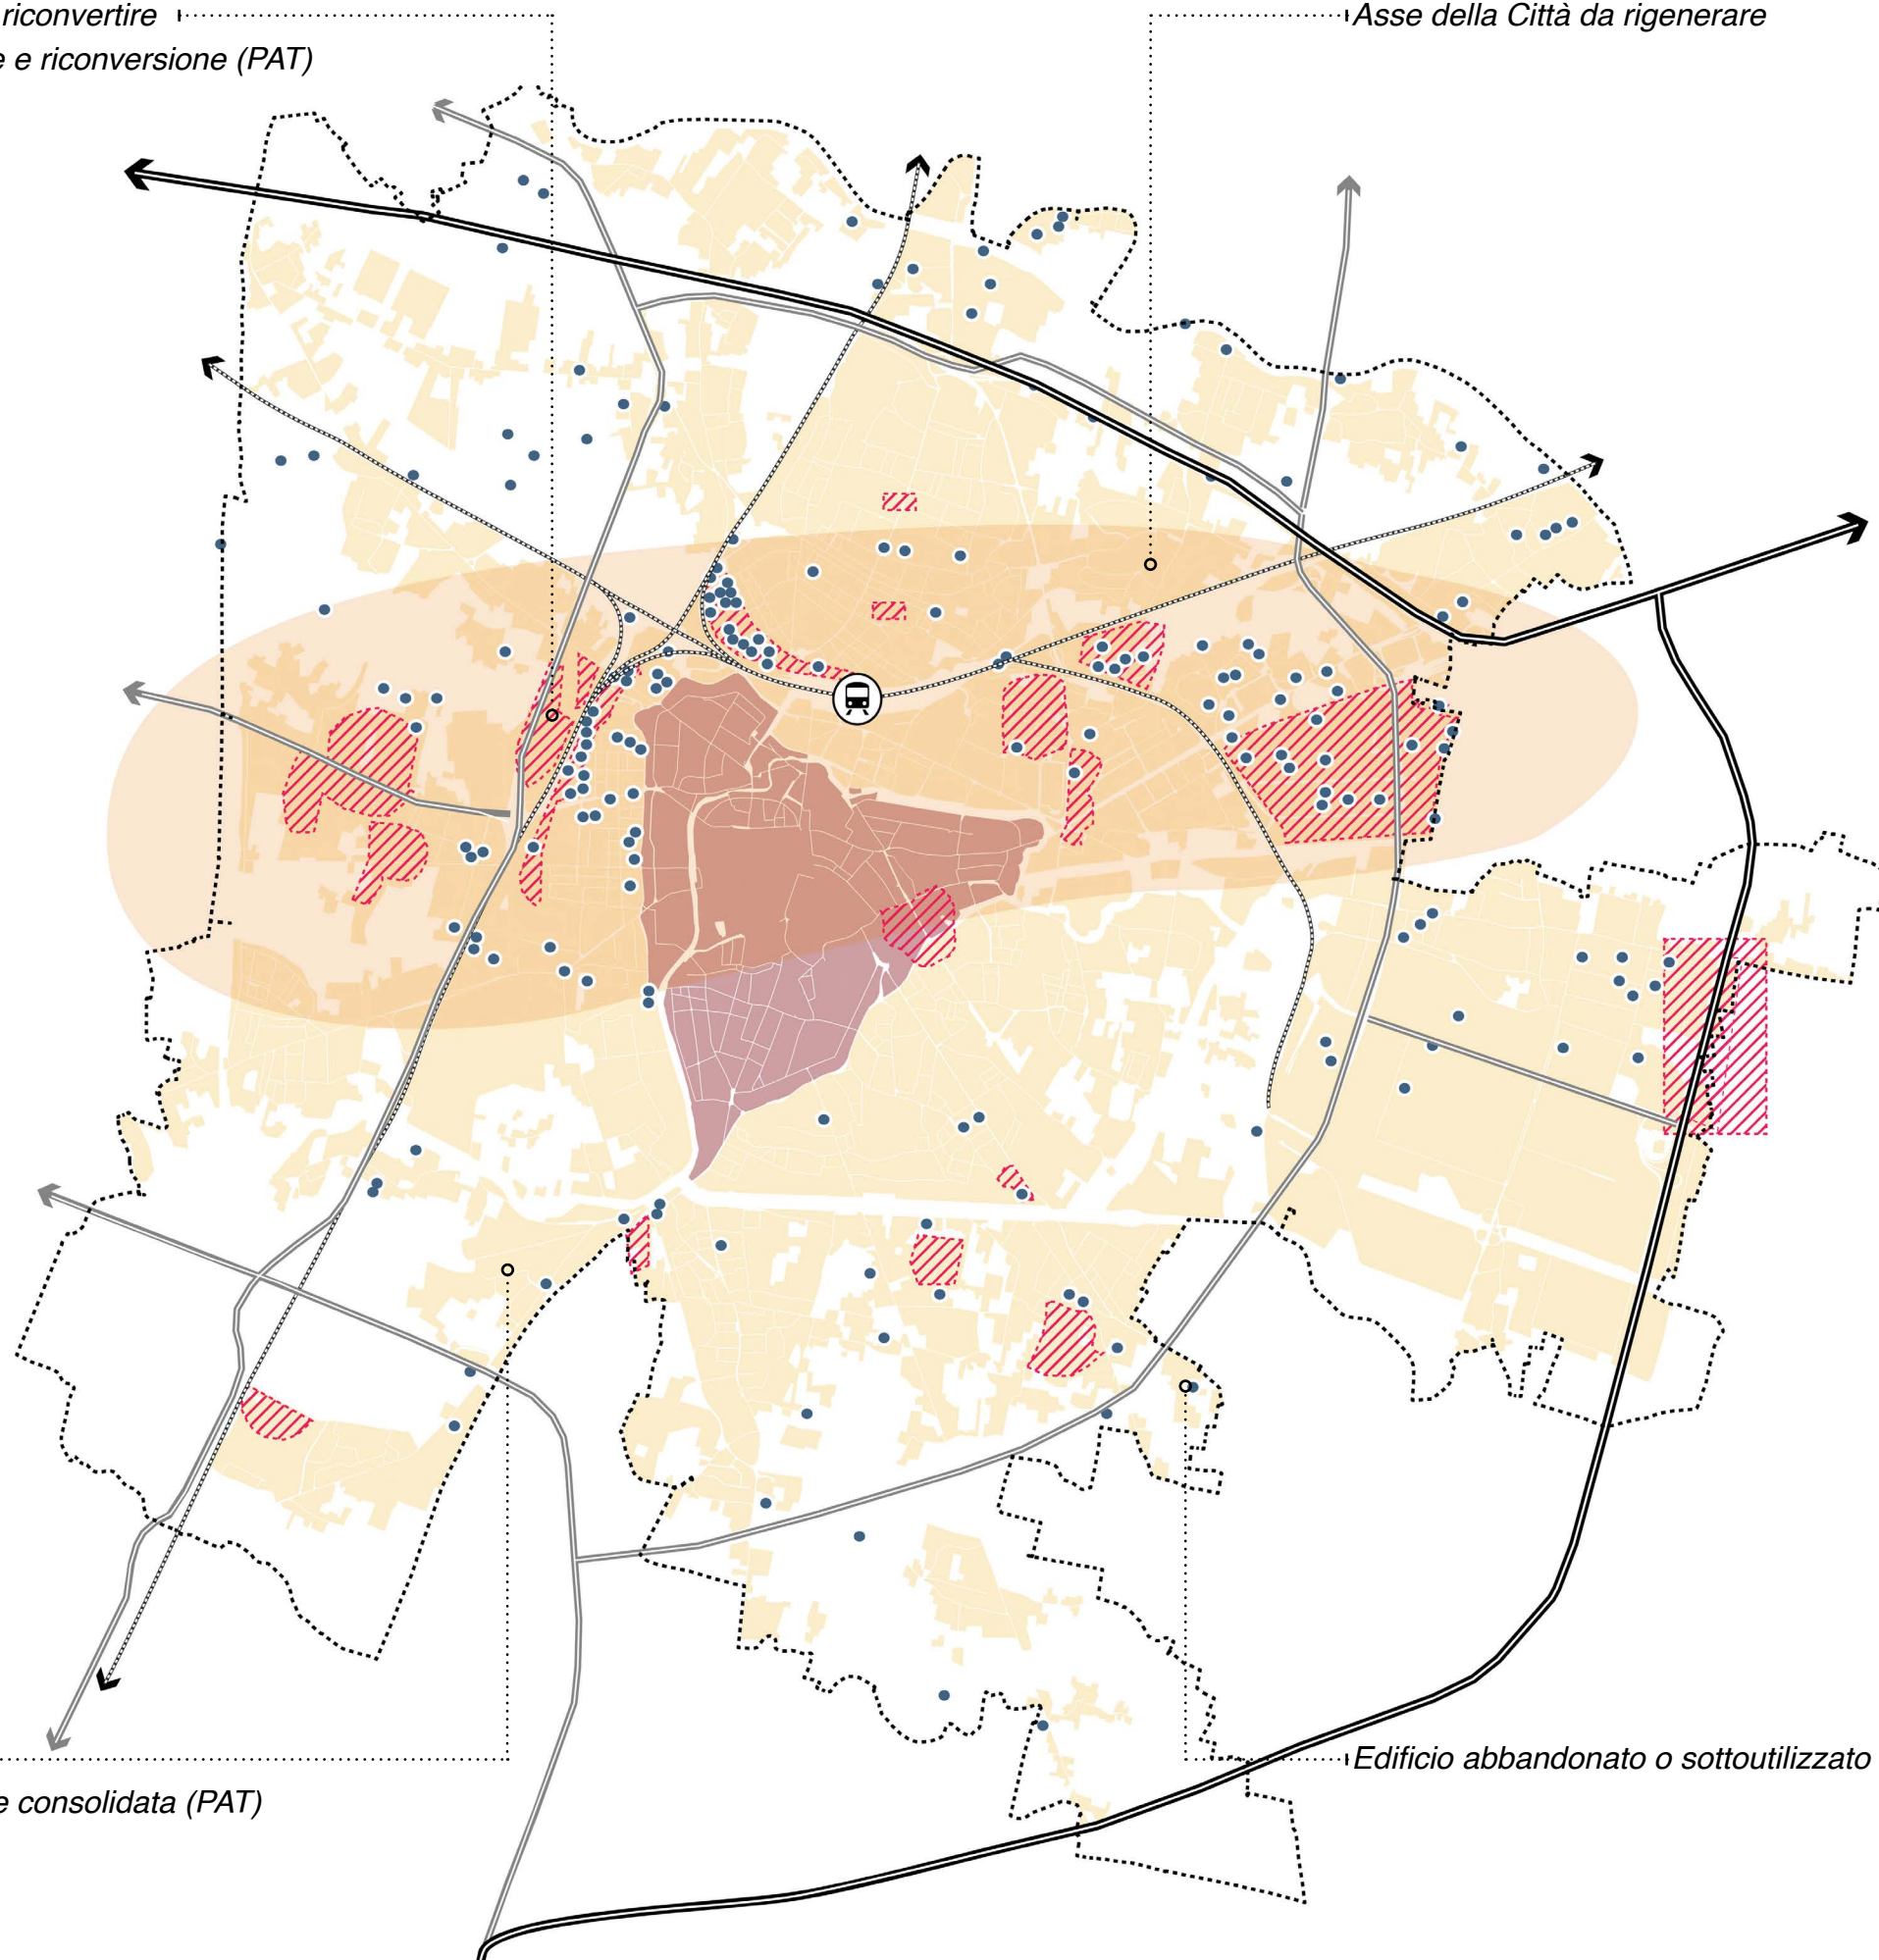 riconvertire
Asse della Città da rigenerare
e riconversione (PAT)
Edificio abbandonato o sottoutilizzato
e consolidata (PAT)